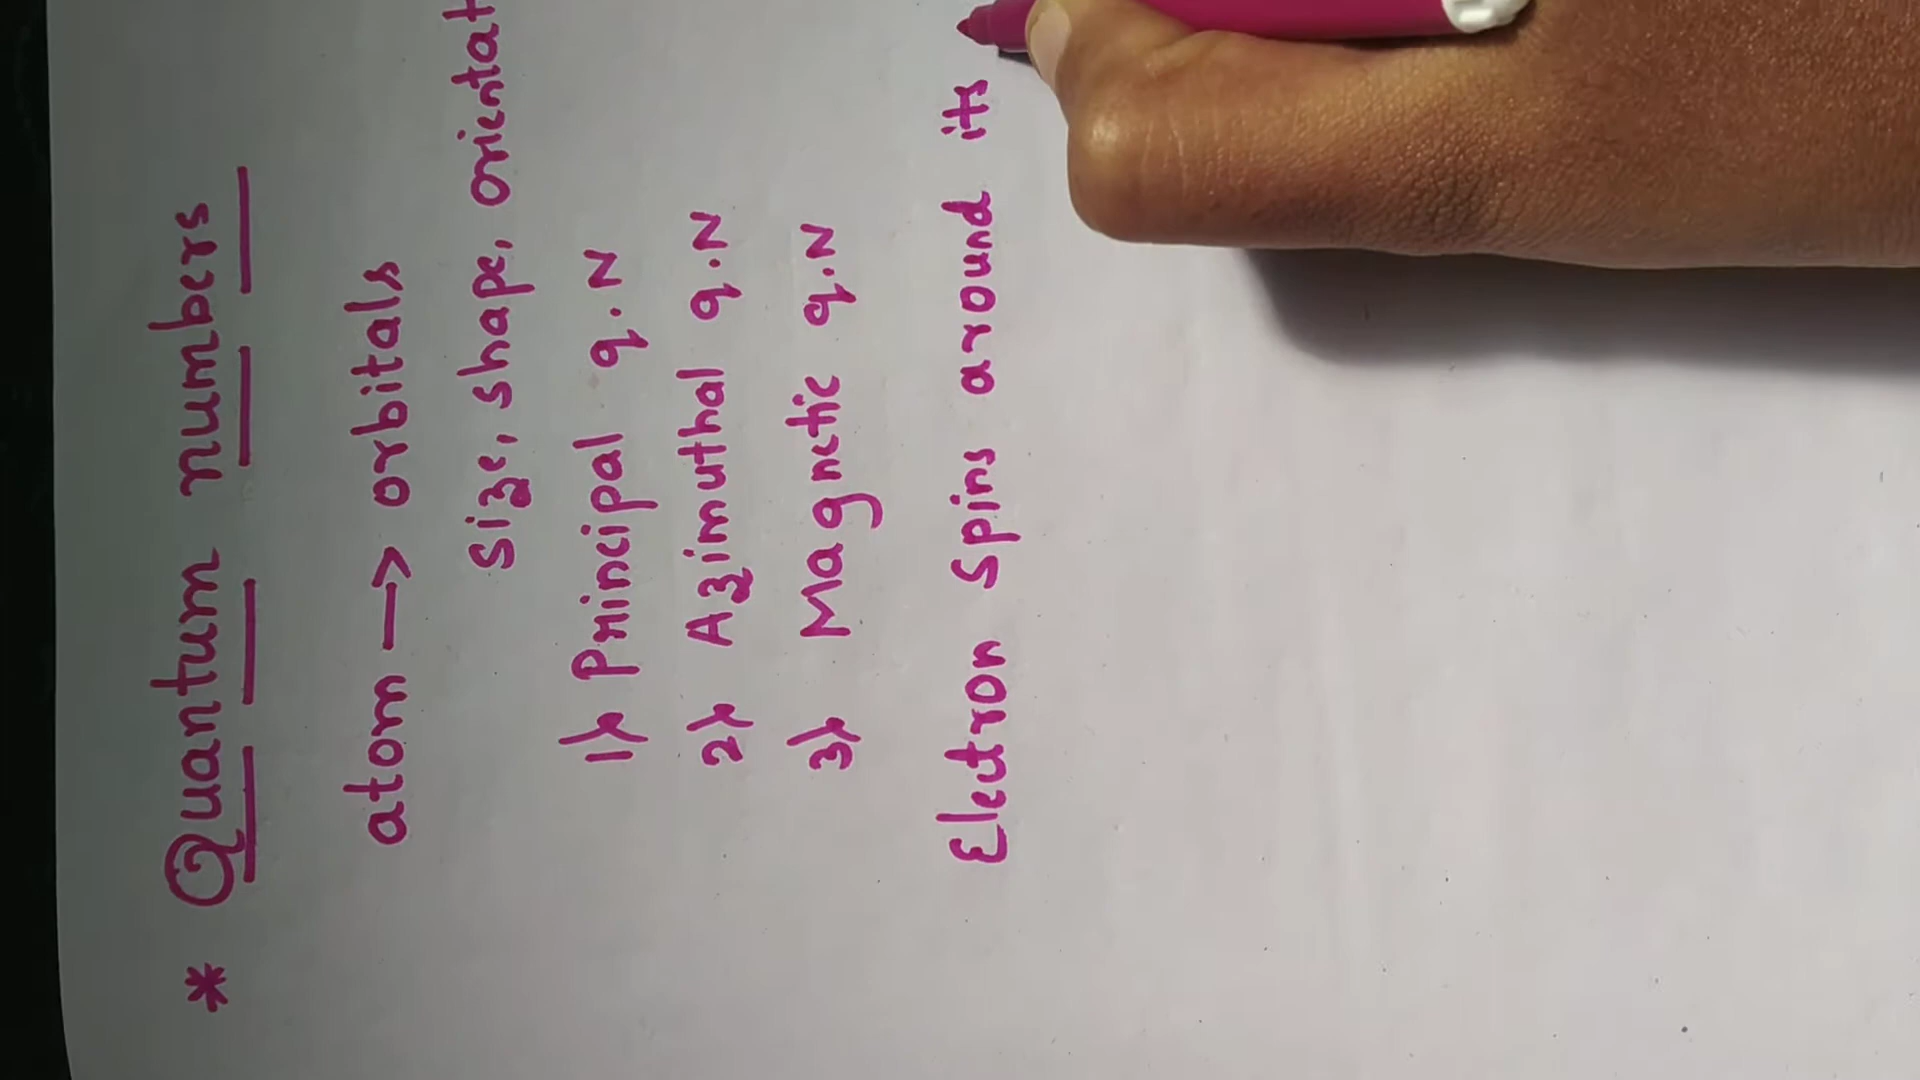 * Quantum numbers
atom → orbitals
Size, shape, orientat
1) Principal q.N
2) Azimuthal q.N
3) Magnetic q.N
Electron Spins around its